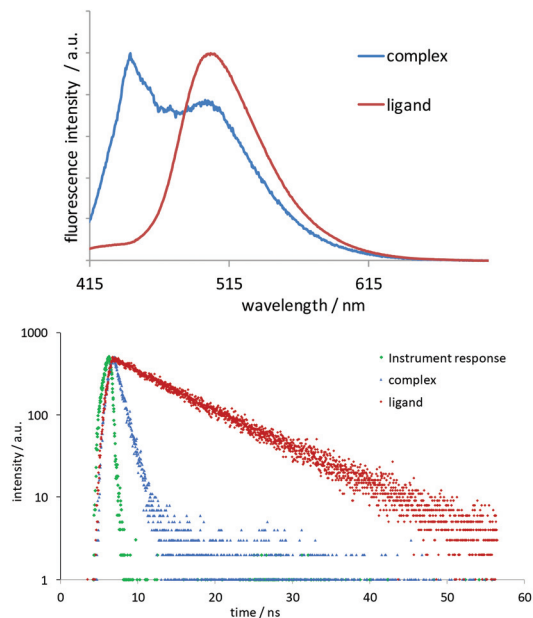 complex
ligand
fluorescence intensity / a.u.
415
515
615
wavelength / nm
1000
100
10
1
intensity / a.u.
Instrument response
complex
ligand
0
10
20
30
40
50
60
time / ns